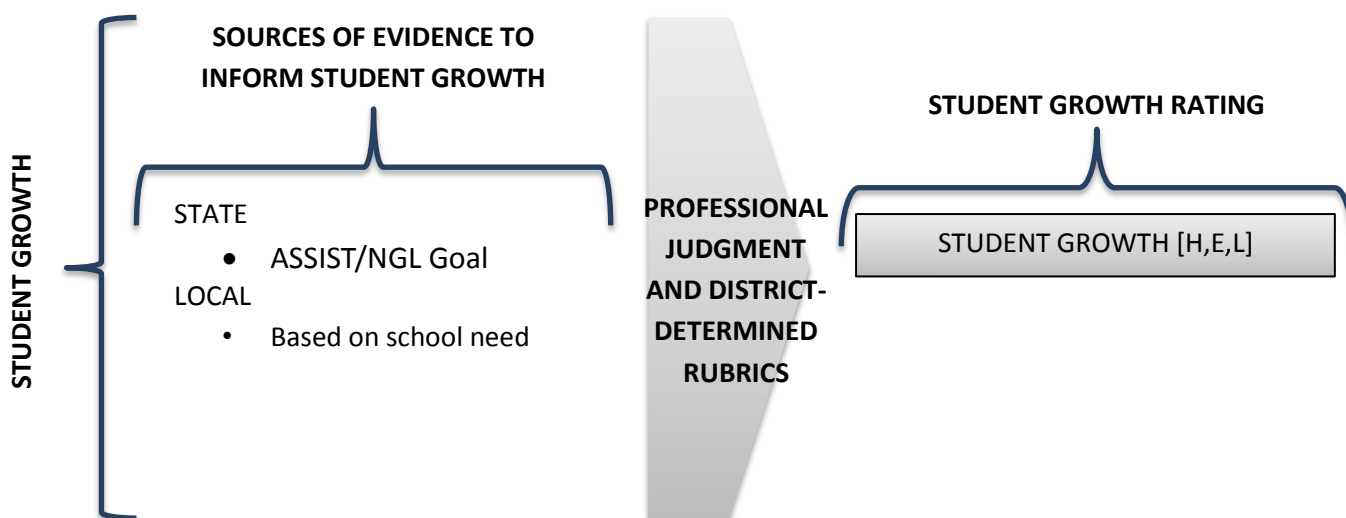 STUDENT GROWTH
SOURCES OF EVIDENCE TO
INFORM STUDENT GROWTH
STATE
• ASSIST/NGL Goal
LOCAL
• Based on school need
PROFESSIONAL
JUDGMENT
AND DISTRICT-
DETERMINED
RUBRICS
STUDENT GROWTH RATING
STUDENT GROWTH [H,E,L]